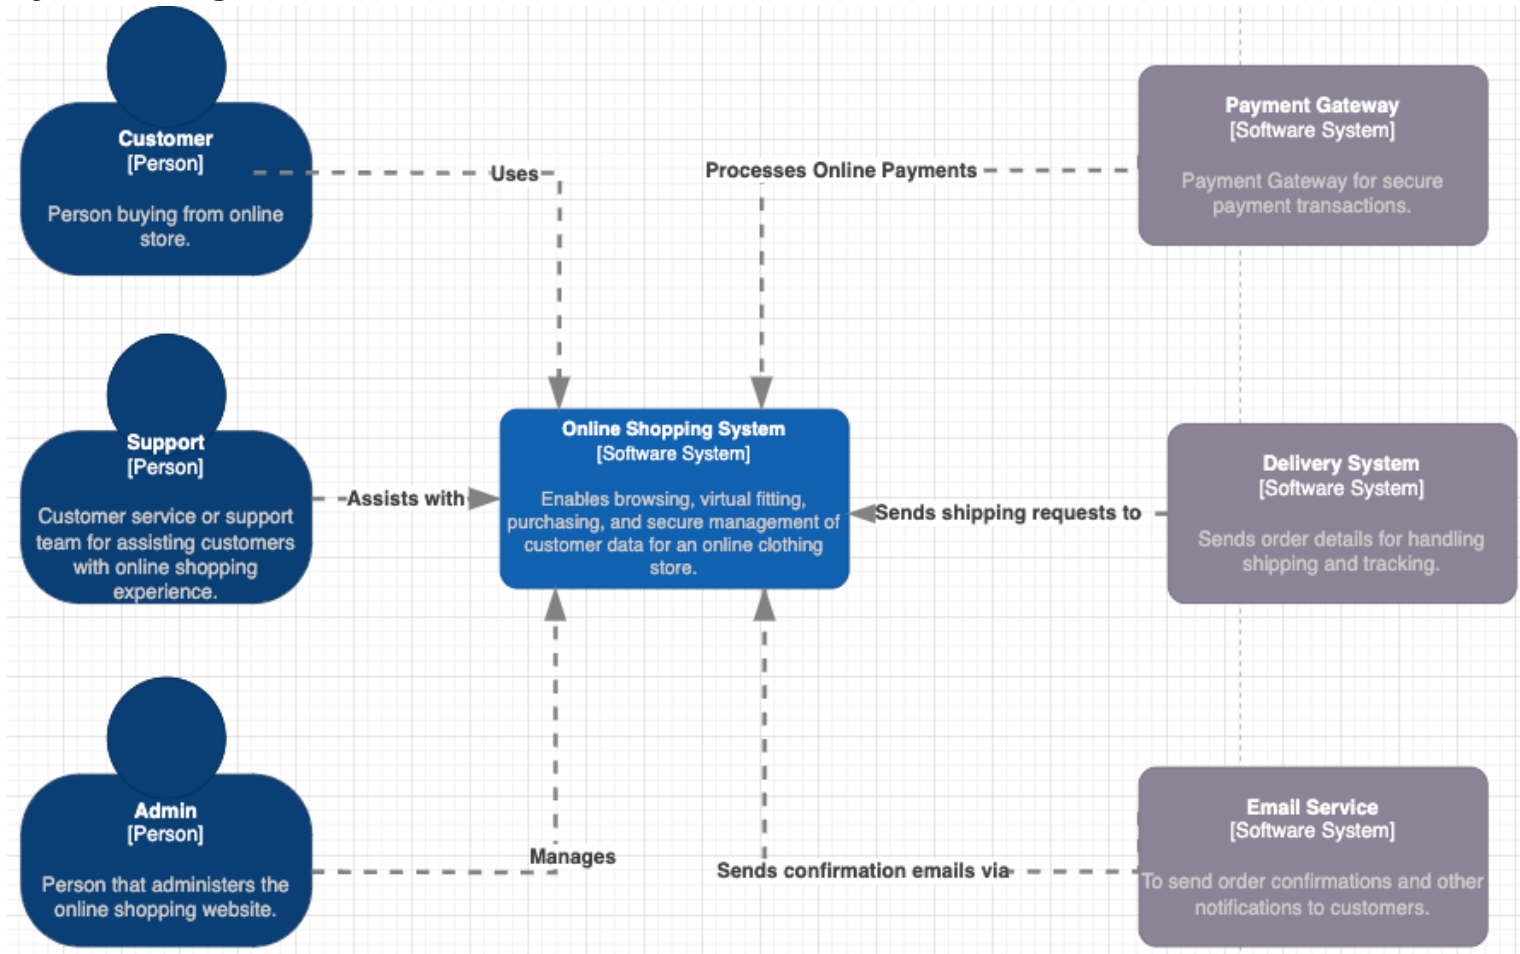 Customer
[Person]
Person buying from online
store.
Uses
Processes Online Payments
Payment Gateway
[Software System]
Payment Gateway for secure
payment transactions.
Support
[Person]
Customer service or support
team for assisting customers
with online shopping
experience.
Assists with
Online Shopping System
[Software System]
Enables browsing, virtual fitting,
purchasing, and secure management of
customer data for an online clothing
store.
Sends shipping requests to
Delivery System
[Software System]
Sends order details for handling
shipping and tracking.
Admin
[Person]
Person that administers the
online shopping website.
Manages
Sends confirmation emails via
Email Service
[Software System]
To send order confirmations and other
notifications to customers.